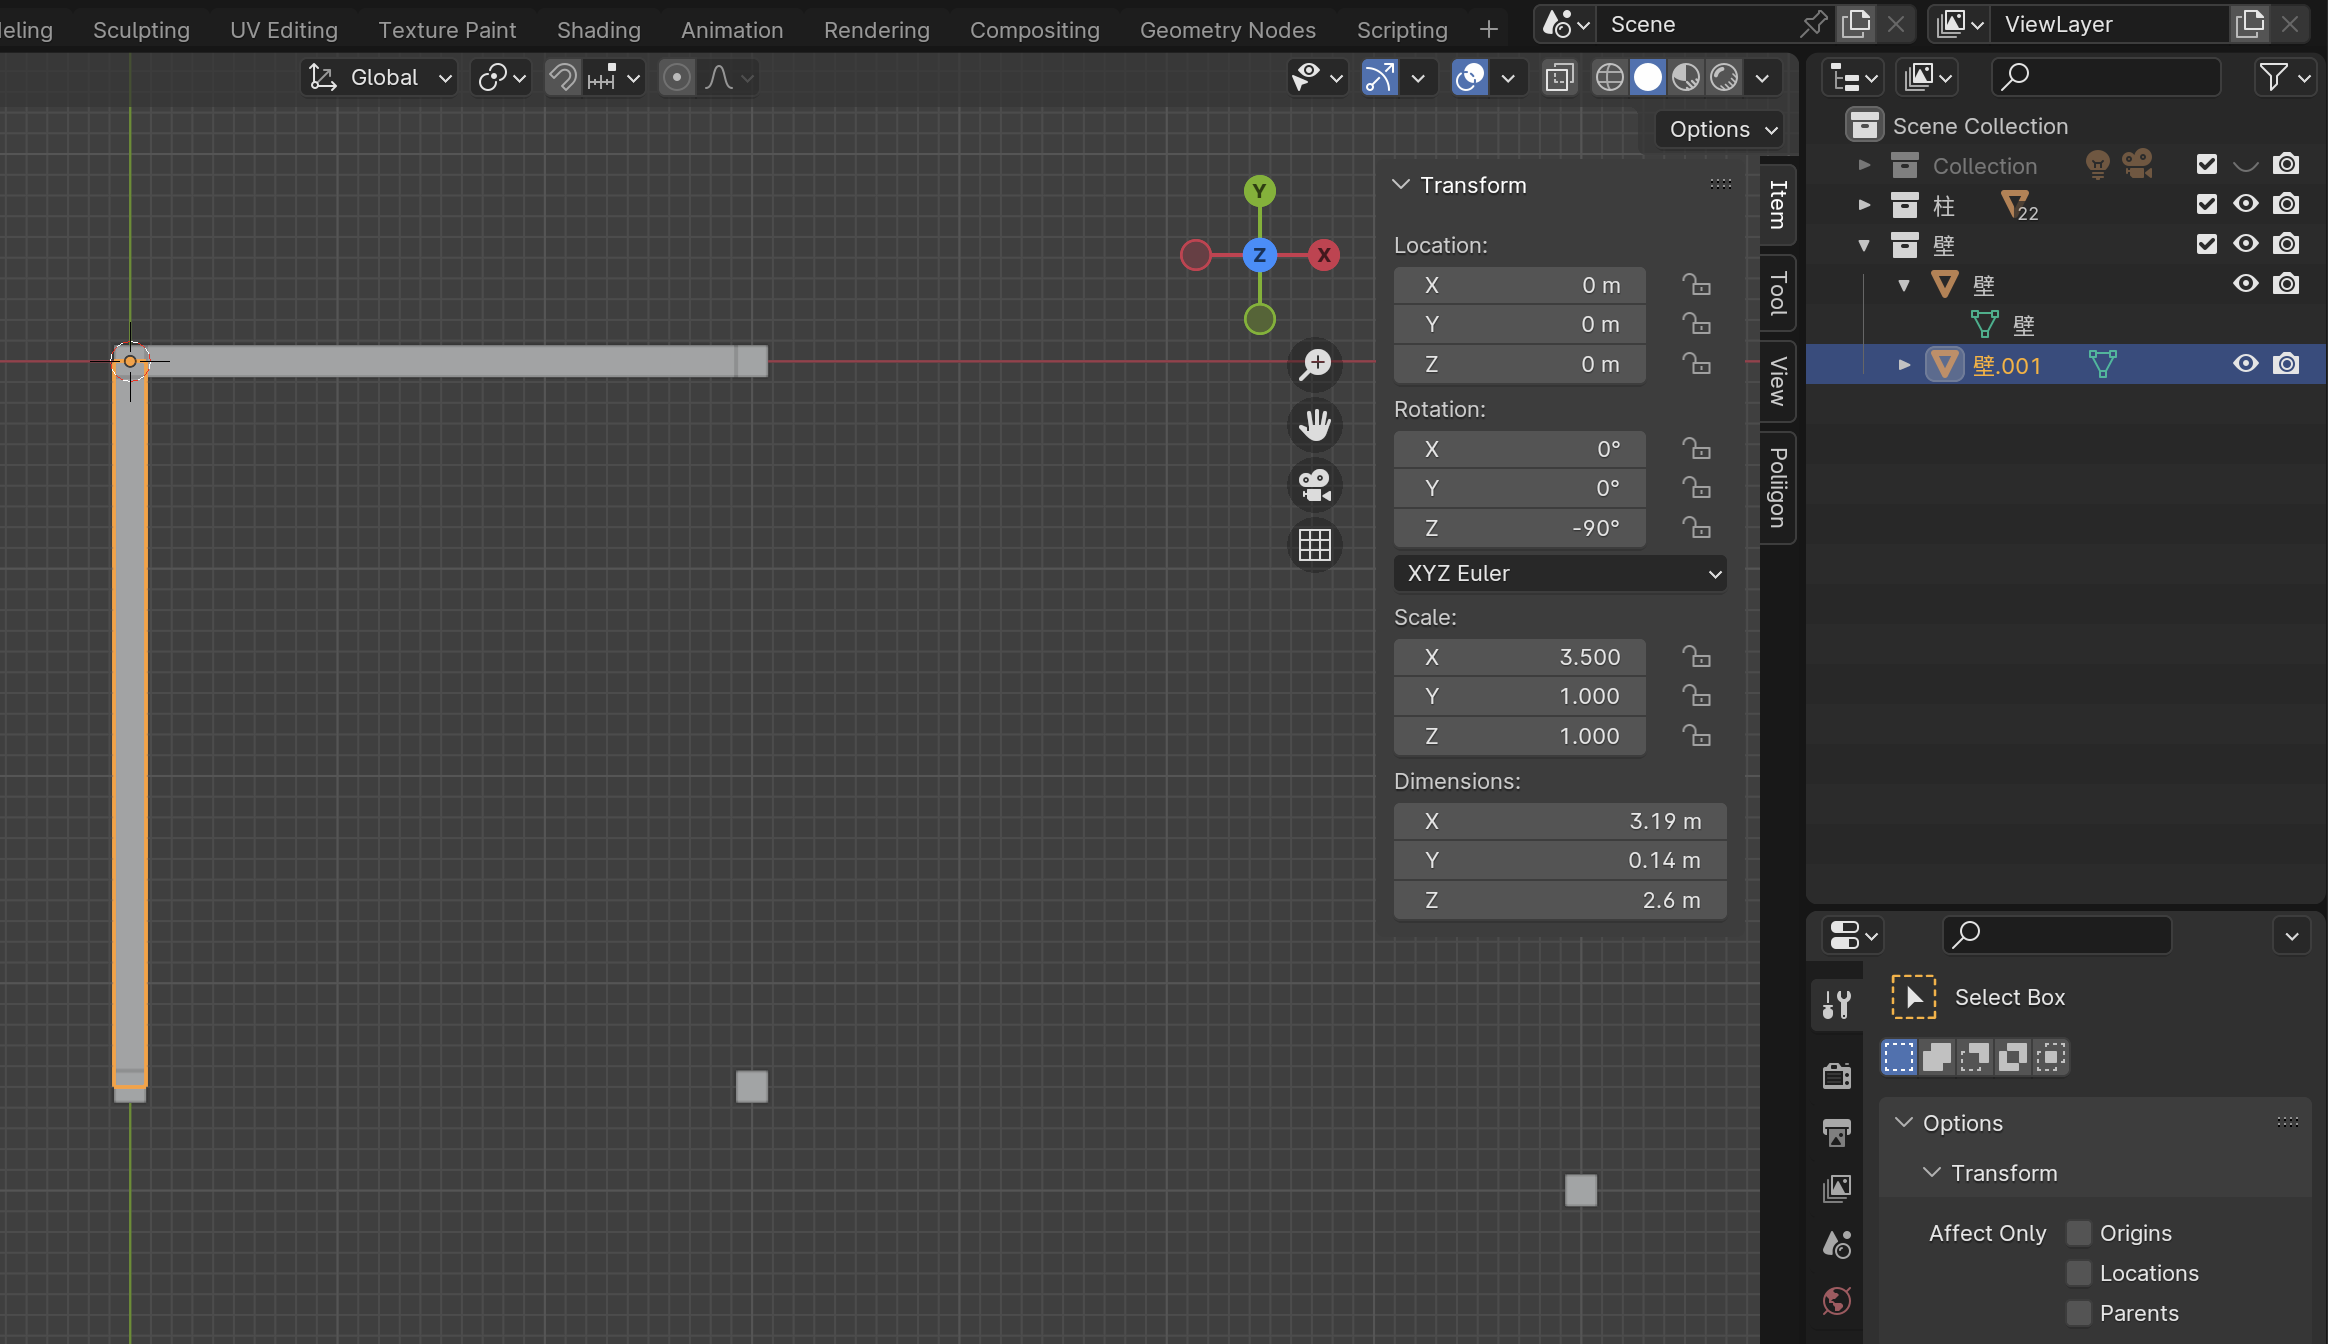 eling Sculpting UV Editing Texture Paint Shading Animation Rendering Compositing Geometry Nodes Scripting + Scene ViewLayer
Global
Options
Scene Collection
Collection
柱 22
壁
壁
壁
壁.001
Y
Z X
Transform
Location:
X 0 m
Y 0 m
Z 0 m
Rotation:
X 0°
Y 0°
Z -90°
XYZ Euler
Scale:
X 3.500
Y 1.000
Z 1.000
Dimensions:
X 3.19 m
Y 0.14 m
Z 2.6 m
Item
Tool
View
Poliigon
Select Box
Options
Transform
Affect Only Origins
Locations
Parents